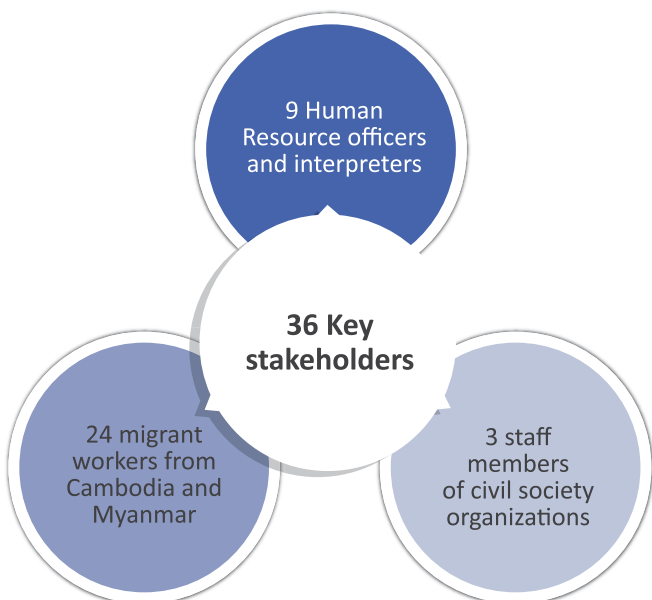 9 Human
Resource officers
and interpreters
36 Key
stakeholders
24 migrant
workers from
Cambodia and
Myanmar
3 staff
members
of civil society
organizations